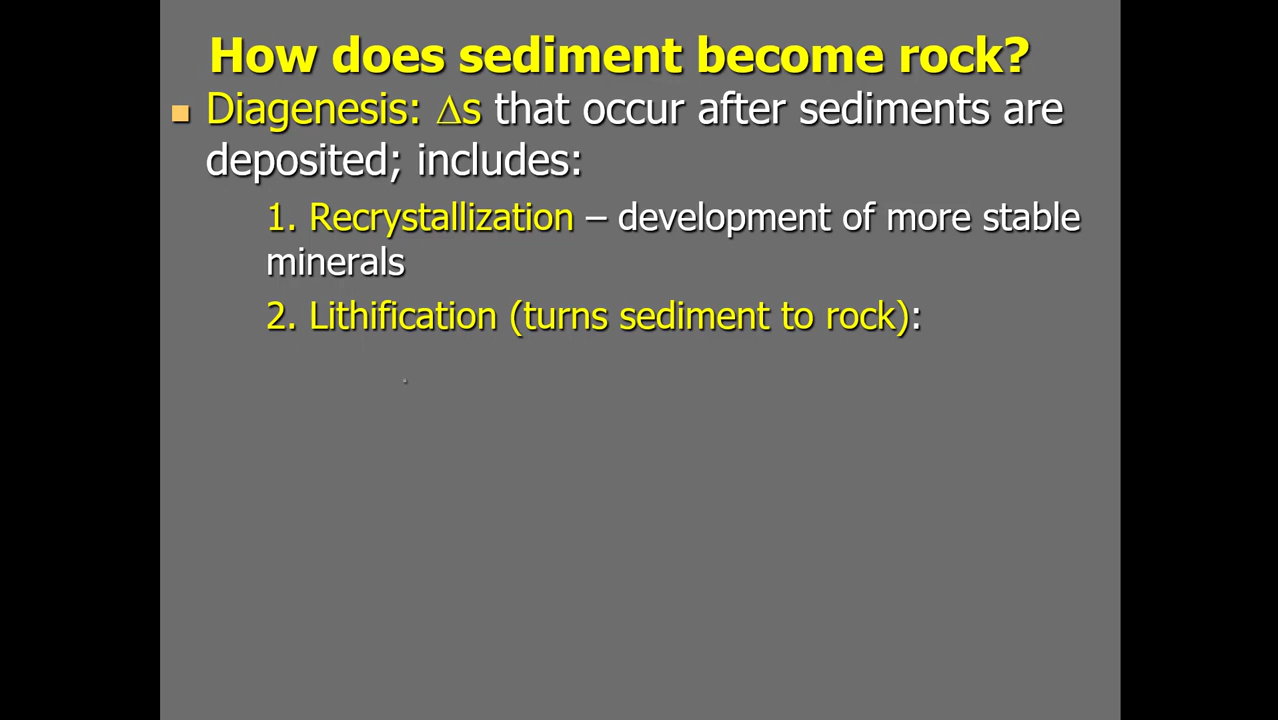 How does sediment become rock?
Diagenesis: ∆s that occur after sediments are
deposited; includes:
1. Recrystallization – development of more stable
minerals
2. Lithification (turns sediment to rock):
.